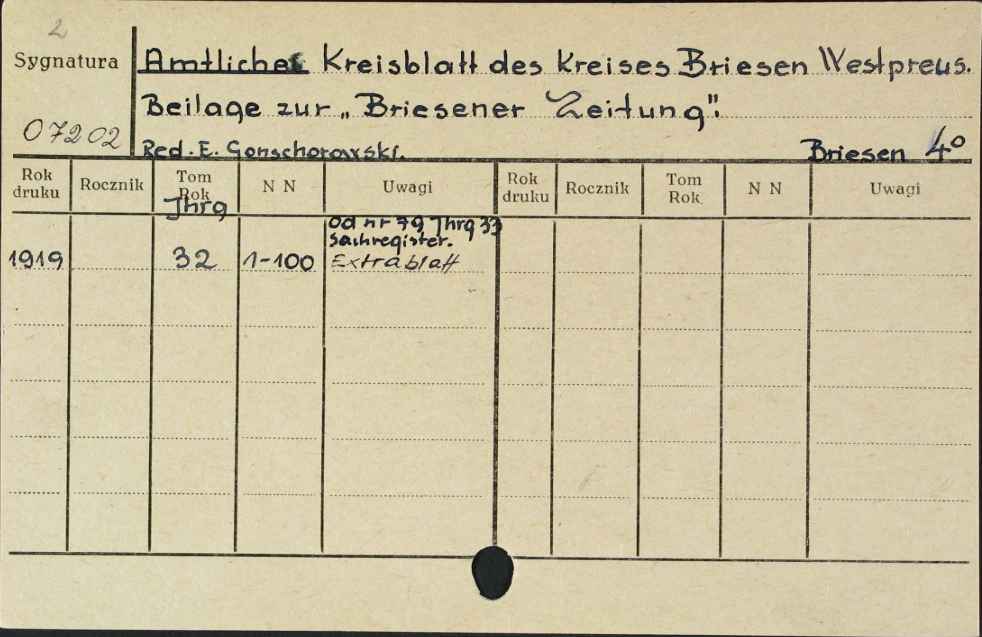 2
Sygnatura
Amtliches Kreisblatt des Kreises Briesen Westpreus.
Beilage zur „Briesener Zeitung".
07202
Red. E. Gonschorowski. Briesen 4°
Rok druku Rocznik Tom Rok N N Uwagi Rok druku Rocznik Tom Rok N N Uwagi
Jhrg
Od nr 79 Jhrg 33
Sachregister.
1919 32 1-100 Extrablatt